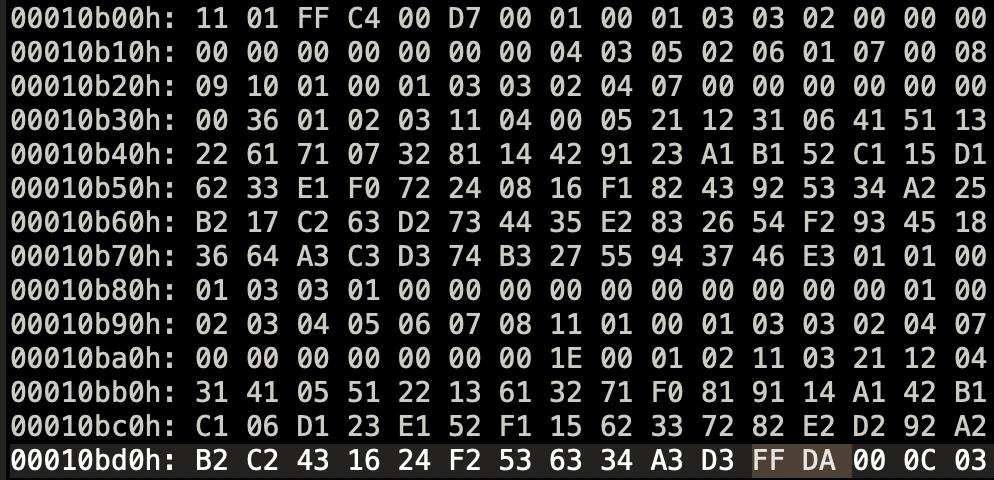 00010b00h: 11 01 FF C4 00 D7 00 01 00 01 03 03 02 00 00 00
00010b10h: 00 00 00 00 00 00 00 04 03 05 02 06 01 07 00 08
00010b20h: 09 10 01 00 01 03 03 02 04 07 00 00 00 00 00 00
00010b30h: 00 36 01 02 03 11 04 00 05 21 12 31 06 41 51 13
00010b40h: 22 61 71 07 32 81 14 42 91 23 A1 B1 52 C1 15 D1
00010b50h: 62 33 E1 F0 72 24 08 16 F1 82 43 92 53 34 A2 25
00010b60h: B2 17 C2 63 D2 73 44 35 E2 83 26 54 F2 93 45 18
00010b70h: 36 64 A3 C3 D3 74 B3 27 55 94 37 46 E3 01 01 00
00010b80h: 01 03 03 01 00 00 00 00 00 00 00 00 00 00 01 00
00010b90h: 02 03 04 05 06 07 08 11 01 00 01 03 03 02 04 07
00010ba0h: 00 00 00 00 00 00 00 1E 00 01 02 11 03 21 12 04
00010bb0h: 31 41 05 51 22 13 61 32 71 F0 81 91 14 A1 42 B1
00010bc0h: C1 06 D1 23 E1 52 F1 15 62 33 72 82 E2 D2 92 A2
00010bd0h: B2 C2 43 16 24 F2 53 63 34 A3 D3 FF DA 00 0C 03